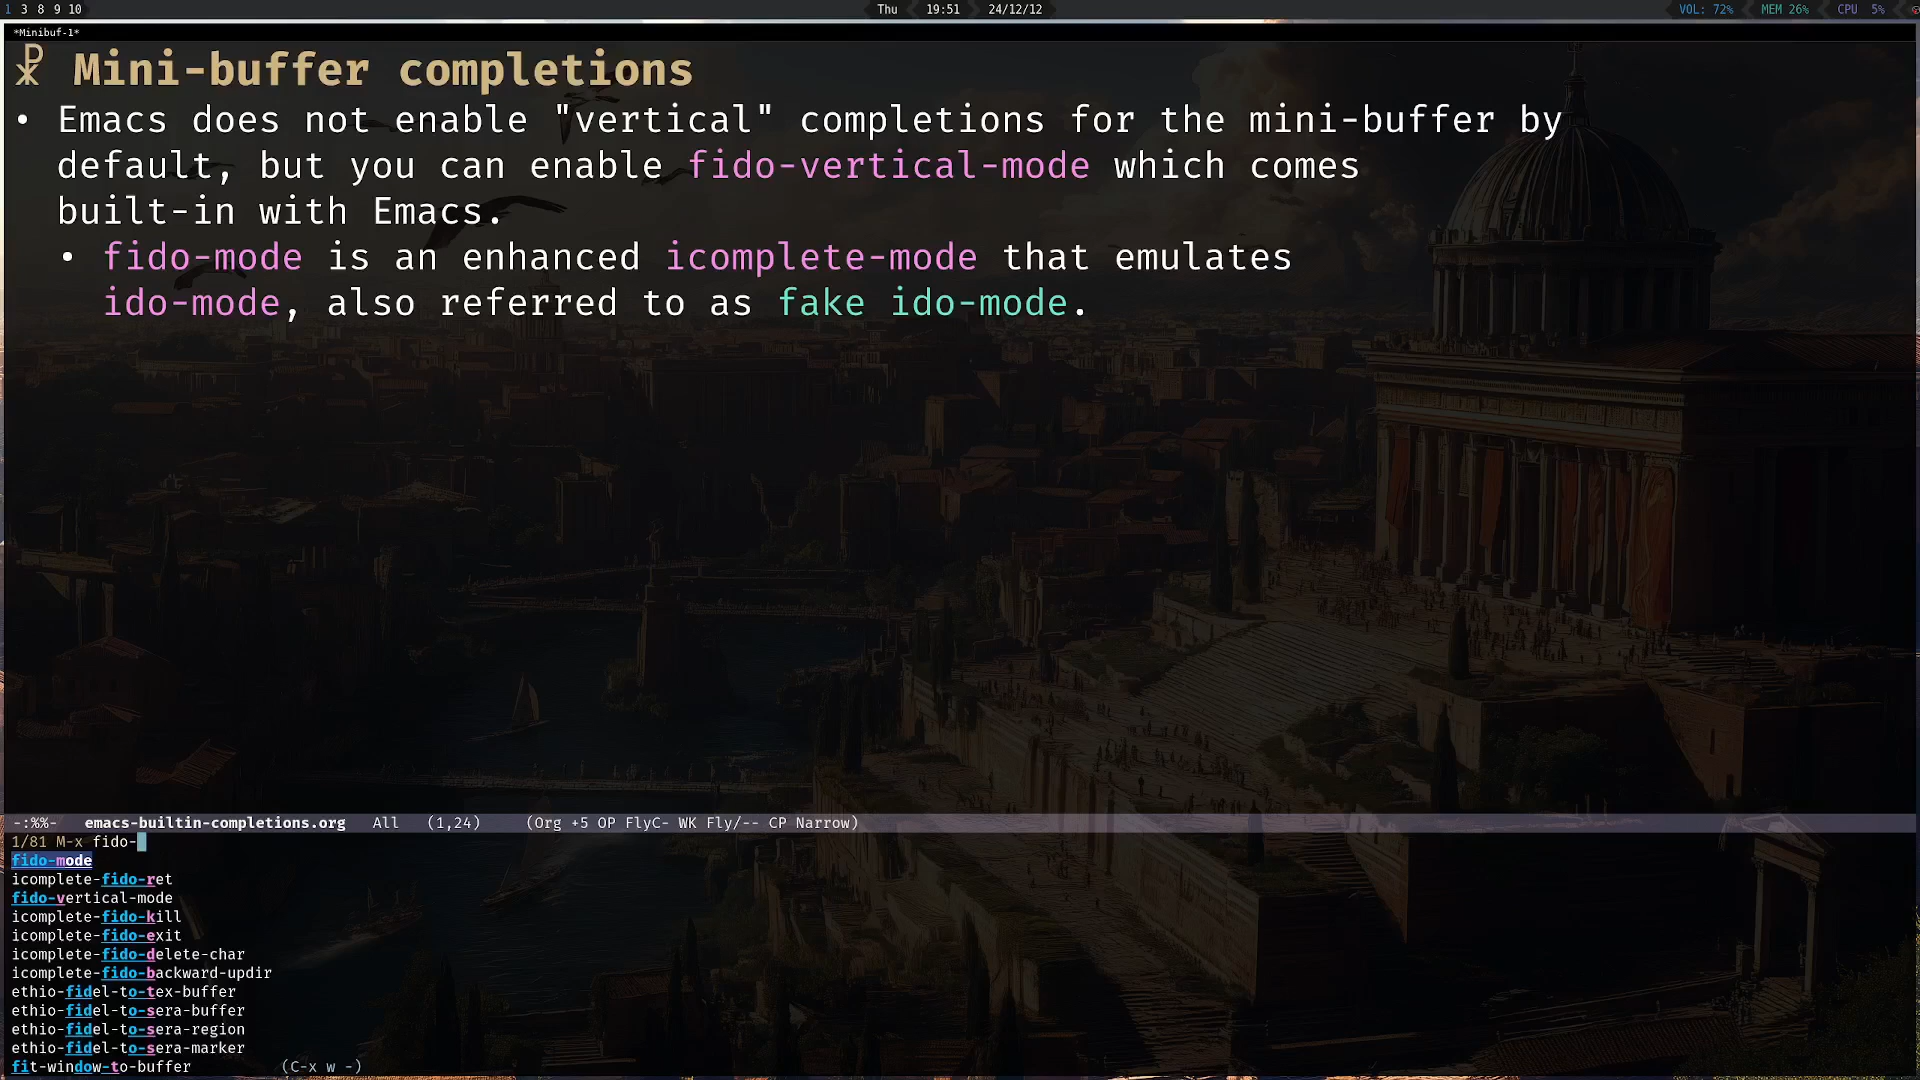 1 3 8 9 10
Thu 19:51 24/12/12
VOL: 72% MEM 26% CPU 5%
*Minibuf-1*
Mini-buffer completions
• Emacs does not enable "vertical" completions for the mini-buffer by
default, but you can enable fido-vertical-mode which comes
built-in with Emacs.
• fido-mode is an enhanced icomplete-mode that emulates
ido-mode, also referred to as fake ido-mode.
-:%%- emacs-builtin-completions.org All (1,24) (Org +5 OP FlyC- WK Fly/-- CP Narrow)
1/81 M-x fido-
fido-mode
icomplete-fido-ret
fido-vertical-mode
icomplete-fido-kill
icomplete-fido-exit
icomplete-fido-delete-char
icomplete-fido-backward-updir
ethio-fidel-to-tex-buffer
ethio-fidel-to-sera-buffer
ethio-fidel-to-sera-region
ethio-fidel-to-sera-marker
fit-window-to-buffer (C-x w -)